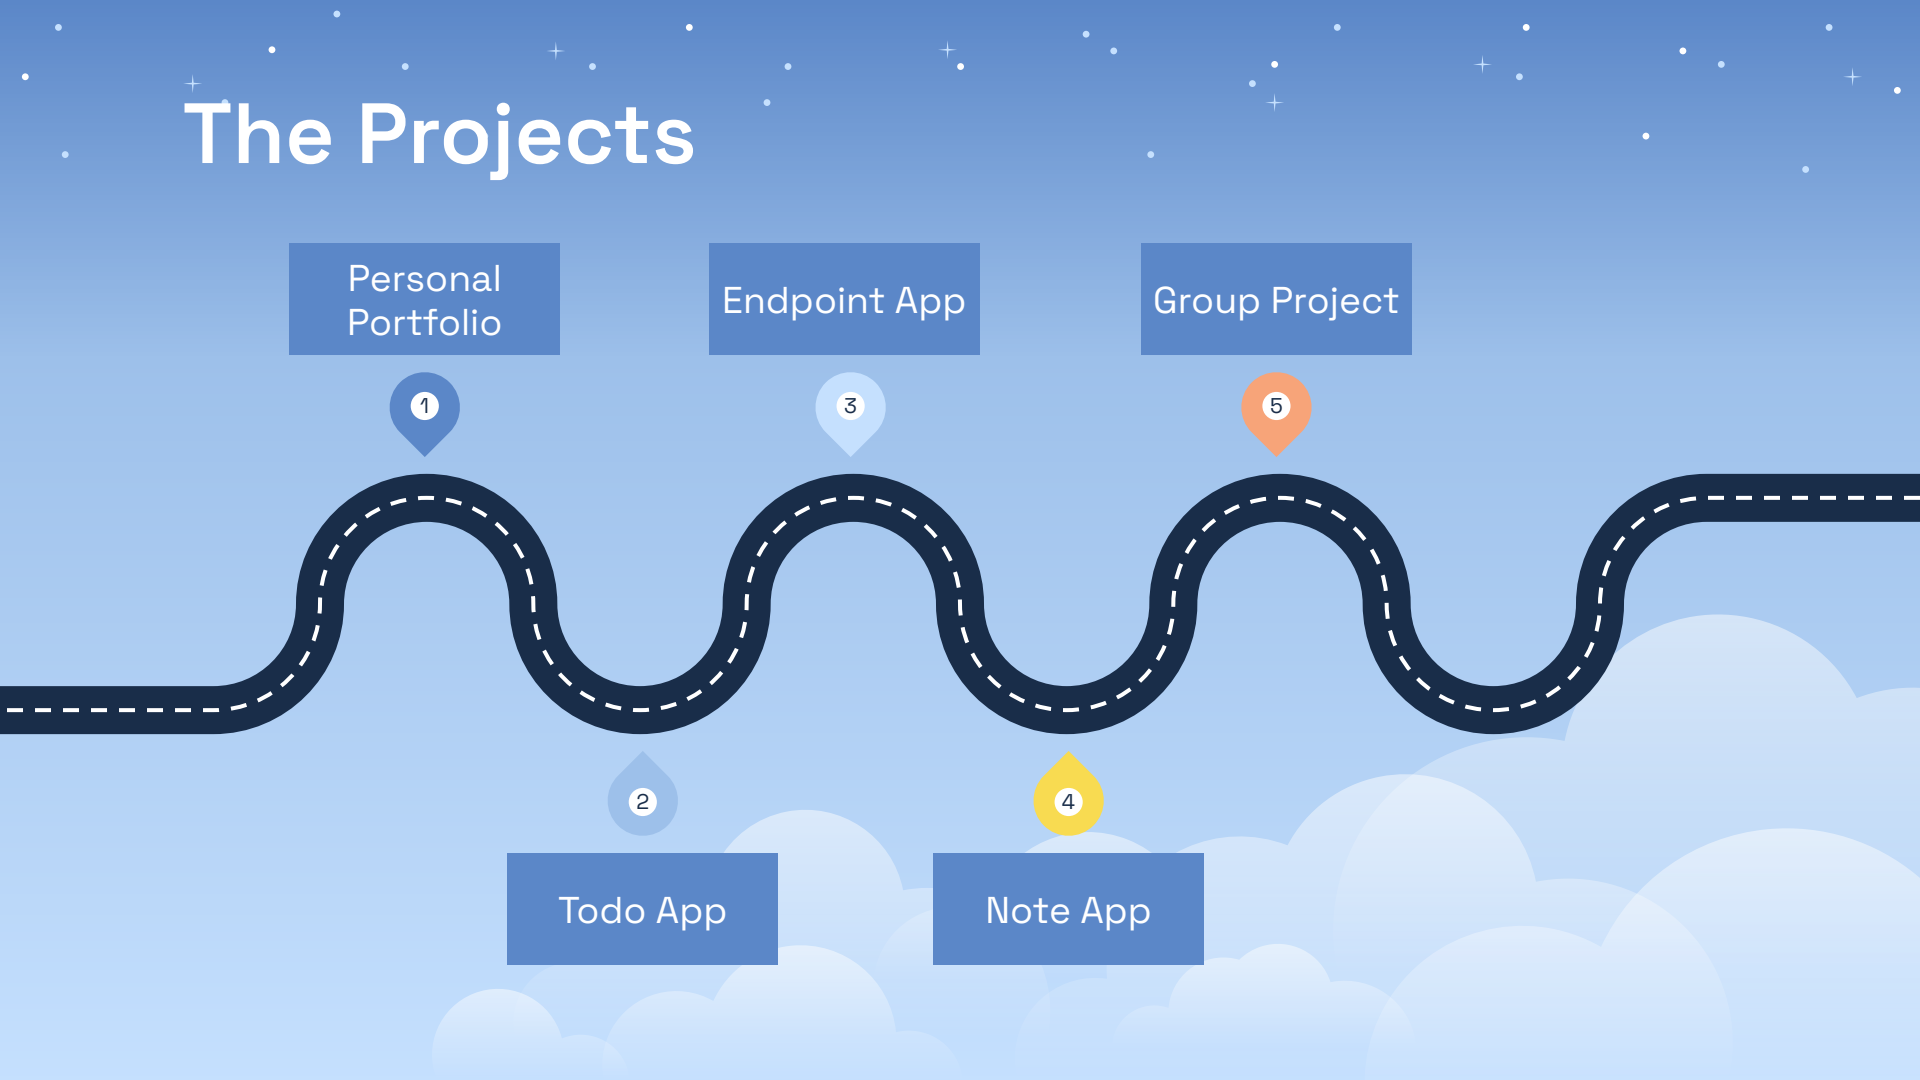 The Projects
Personal
Portfolio
Endpoint App
Group Project
1
3
5
2
4
Todo App
Note App